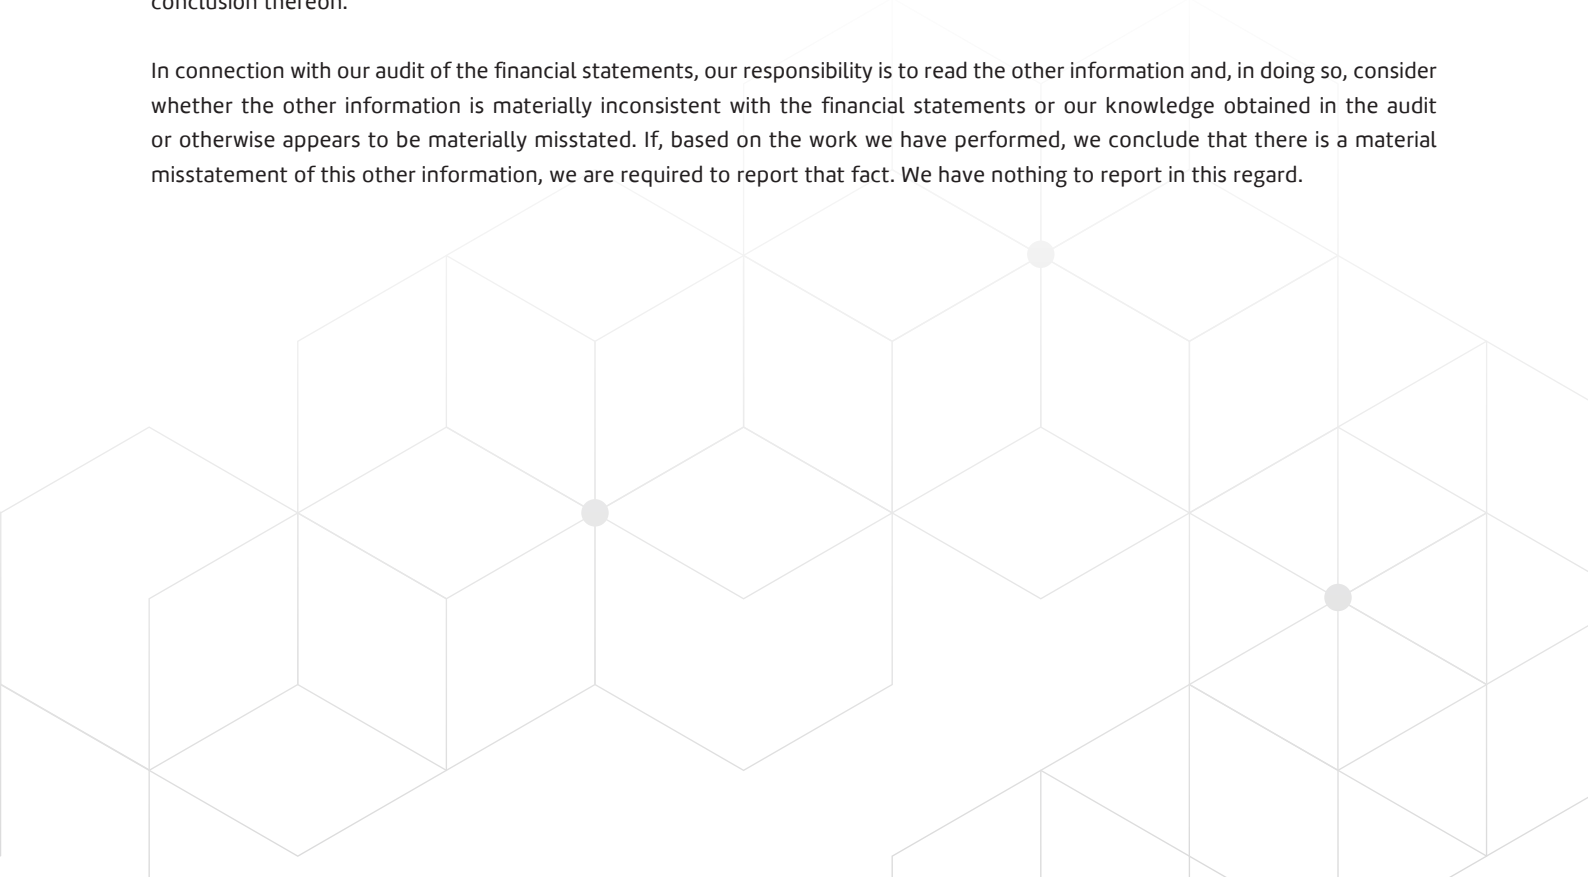 conclusion thereon.
In connection with our audit of the financial statements, our responsibility is to read the other information and, in doing so, consider
whether the other information is materially inconsistent with the financial statements or our knowledge obtained in the audit
or otherwise appears to be materially misstated. If, based on the work we have performed, we conclude that there is a material
misstatement of this other information, we are required to report that fact. We have nothing to report in this regard.